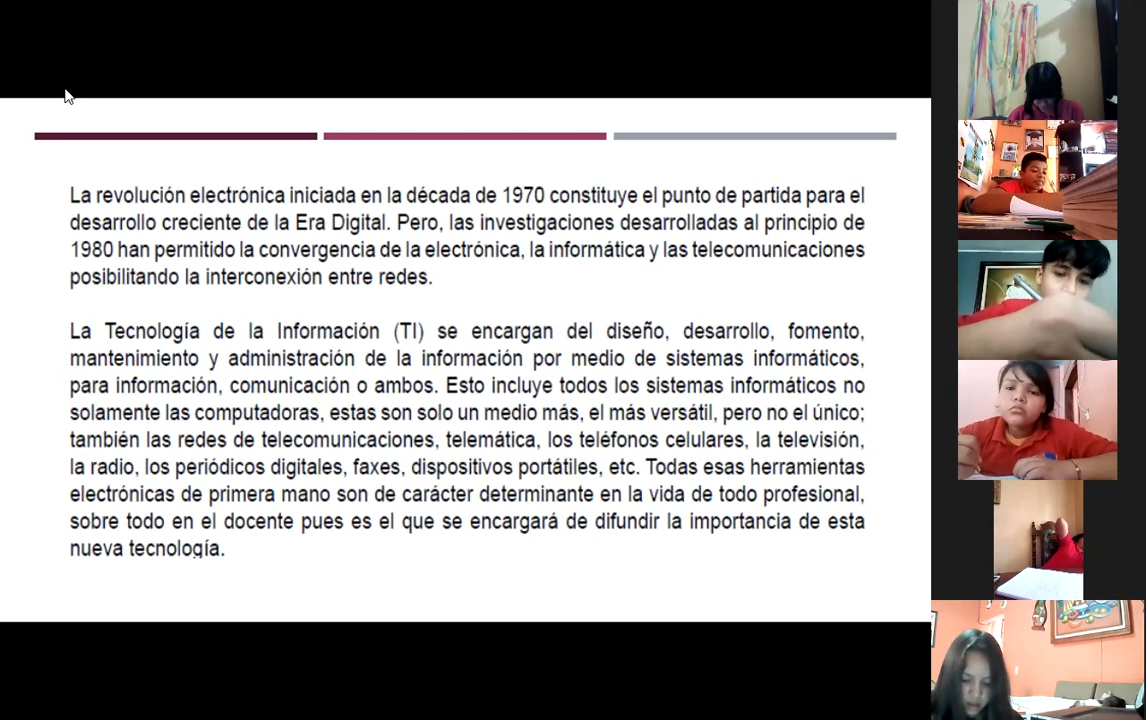 La revolución electrónica iniciada en la década de 1970 constituye el punto de partida para el
desarrollo creciente de la Era Digital. Pero, las investigaciones desarrolladas al principio de
1980 han permitido la convergencia de la electrónica, la informática y las telecomunicaciones
posibilitando la interconexión entre redes.
La Tecnología de la Información (TI) se encargan del diseño, desarrollo, fomento,
mantenimiento y administración de la información por medio de sistemas informáticos,
para información, comunicación o ambos. Esto incluye todos los sistemas informáticos no
solamente las computadoras, estas son solo un medio más, el más versátil, pero no el único;
también las redes de telecomunicaciones, telemática, los teléfonos celulares, la televisión,
la radio, los periódicos digitales, faxes, dispositivos portátiles, etc. Todas esas herramientas
electrónicas de primera mano son de carácter determinante en la vida de todo profesional,
sobre todo en el docente pues es el que se encargará de difundir la importancia de esta
nueva tecnología.